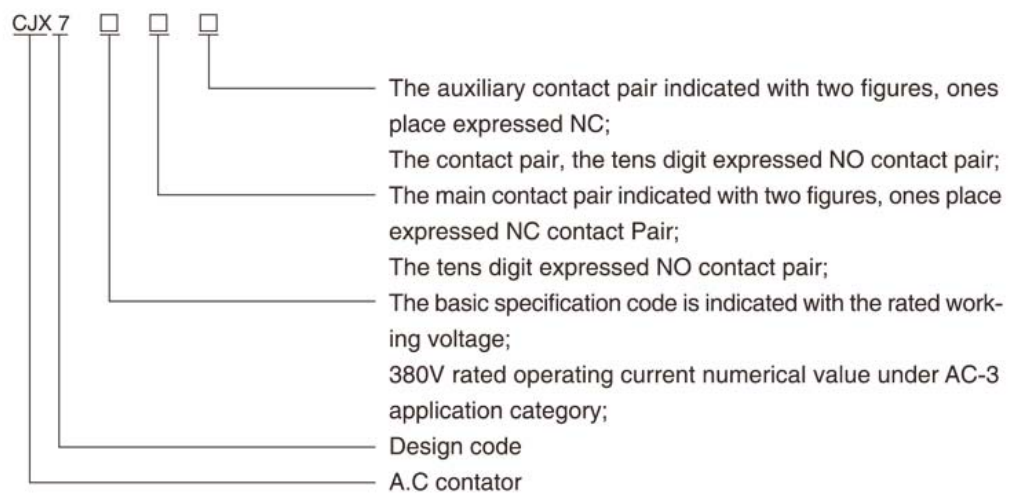 CJX 7 □ □ □
The auxiliary contact pair indicated with two figures, ones
place expressed NC;
The contact pair, the tens digit expressed NO contact pair;
The main contact pair indicated with two figures, ones place
expressed NC contact Pair;
The tens digit expressed NO contact pair;
The basic specification code is indicated with the rated work-
ing voltage;
380V rated operating current numerical value under AC-3
application category;
Design code
A.C contator